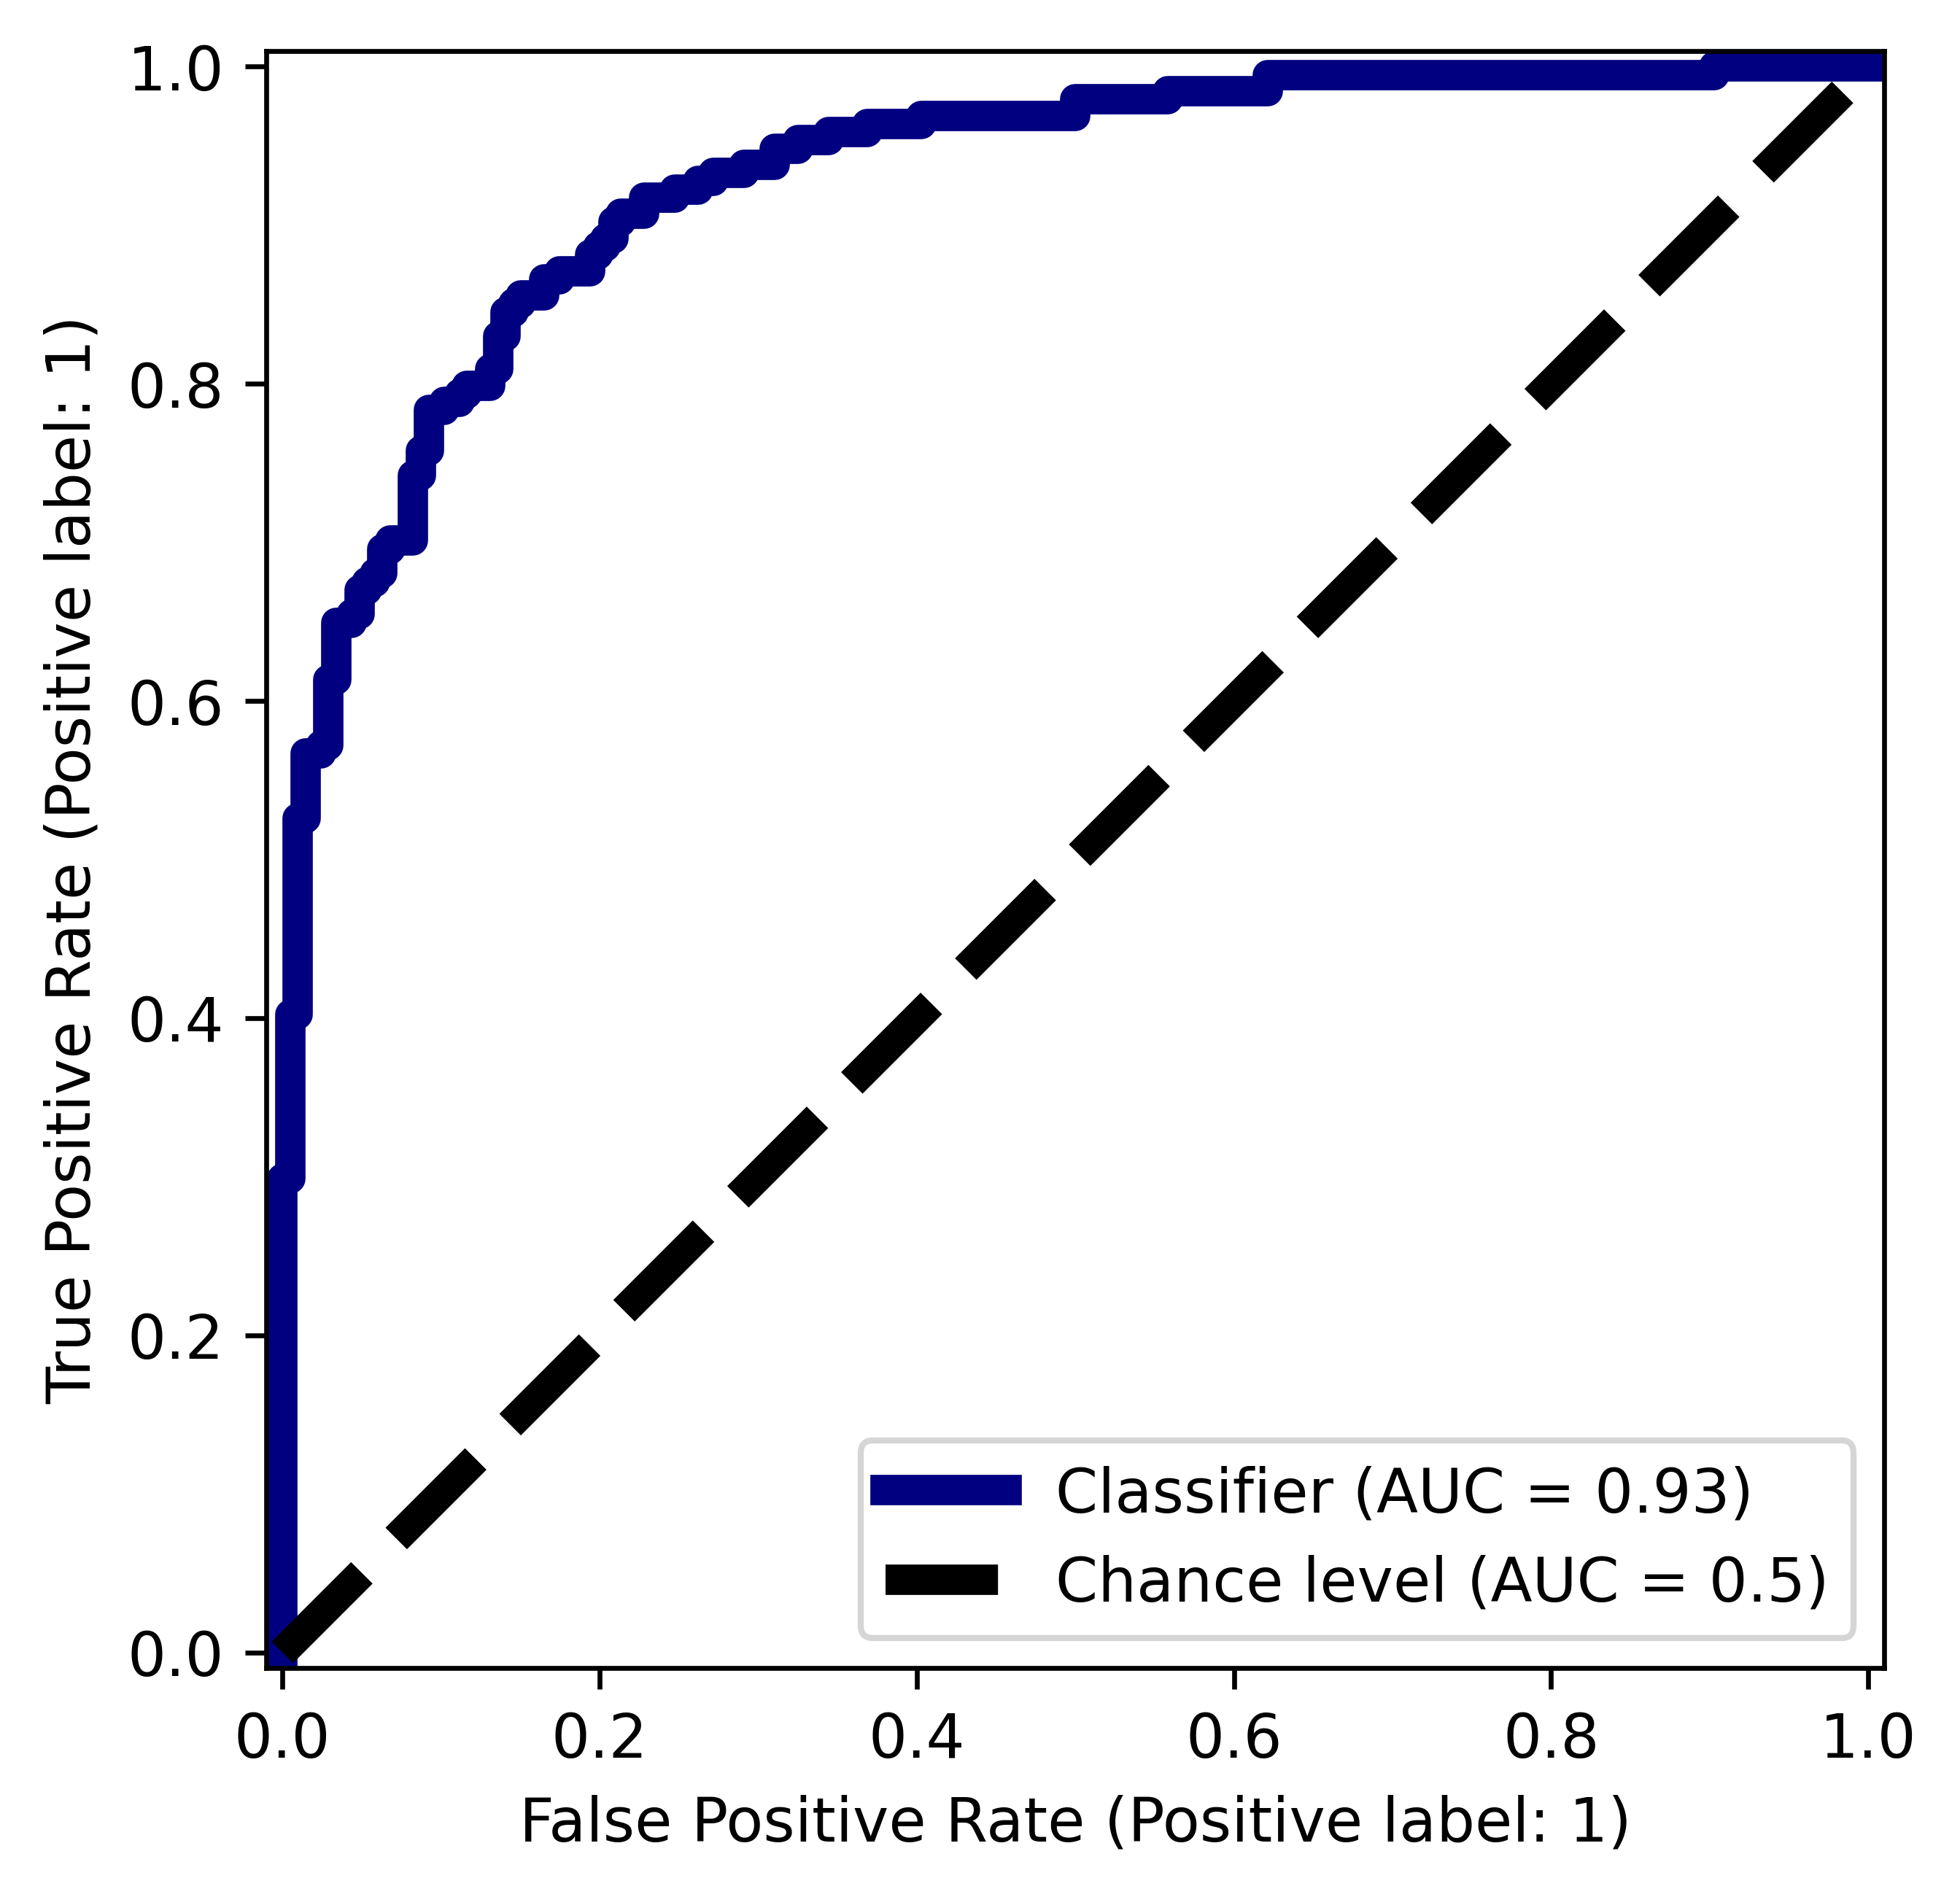 1.0
0.8
0.6
0.4
0.2
0.0
True Positive Rate (Positive label: 1)
Classifier (AUC = 0.93)
Chance level (AUC = 0.5)
0.0 0.2 0.4 0.6 0.8 1.0
False Positive Rate (Positive label: 1)